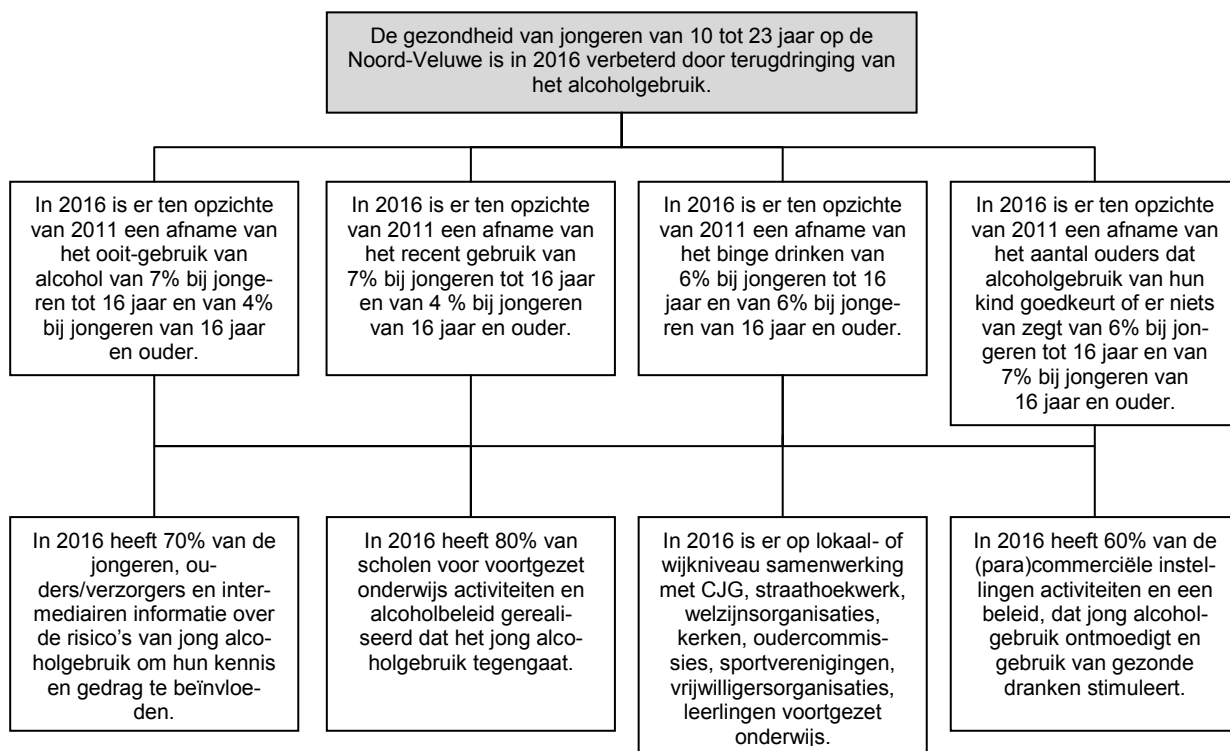 De gezondheid van jongeren van 10 tot 23 jaar op de
Noord-Veluwe is in 2016 verbeterd door terugdringing van
het alcoholgebruik.
In 2016 is er ten opzichte
van 2011 een afname van
het ooit-gebruik van
alcohol van 7% bij jonge-
ren tot 16 jaar en van 4%
bij jongeren van 16 jaar
en ouder.
In 2016 is er ten opzichte
van 2011 een afname van
het recent gebruik van
7% bij jongeren tot 16 jaar
en van 4 % bij jongeren
van 16 jaar en ouder.
In 2016 is er ten opzichte
van 2011 een afname van
het binge drinken van
6% bij jongeren tot 16
jaar en van 6% bij jonge-
ren van 16 jaar en ouder.
In 2016 is er ten opzichte
van 2011 een afname van
het aantal ouders dat
alcoholgebruik van hun
kind goedkeurt of er niets
van zegt van 6% bij jon-
geren tot 16 jaar en van
7% bij jongeren van
16 jaar en ouder.
In 2016 heeft 70% van de
jongeren, ou-
ders/verzorgers en inter-
mediairen informatie over
de risico's van jong alco-
holgebruik om hun kennis
en gedrag te beïnvloe-
den.
In 2016 heeft 80% van
scholen voor voortgezet
onderwijs activiteiten en
alcoholbeleid gereali-
seerd dat het jong alco-
holgebruik tegengaat.
In 2016 is er op lokaal- of
wijkniveau samenwerking
met CJG, straathoekwerk,
welzijnsorganisaties,
kerken, oudercommis-
sies, sportverenigingen,
vrijwilligersorganisaties,
leerlingen voortgezet
onderwijs.
In 2016 heeft 60% van de
(para)commerciële instel-
lingen activiteiten en een
beleid, dat jong alcohol-
gebruik ontmoedigt en
gebruik van gezonde
dranken stimuleert.